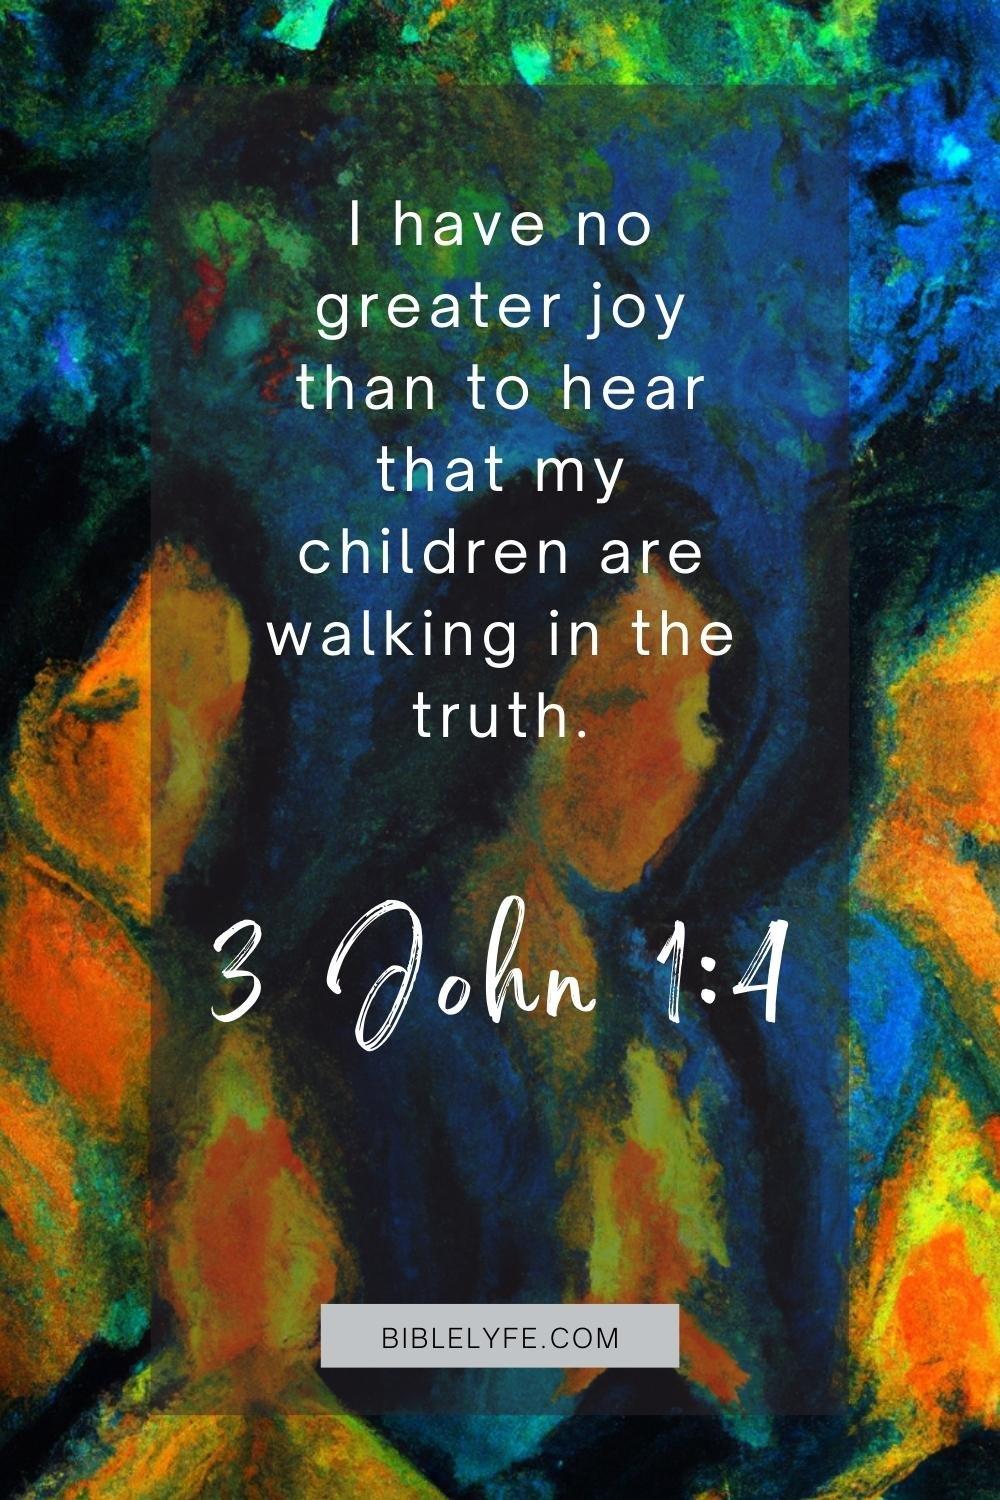 I have no
greater joy
than to hear
that my
children are
walking in the
truth.
3 John 1:4
BIBLELYFE.COM